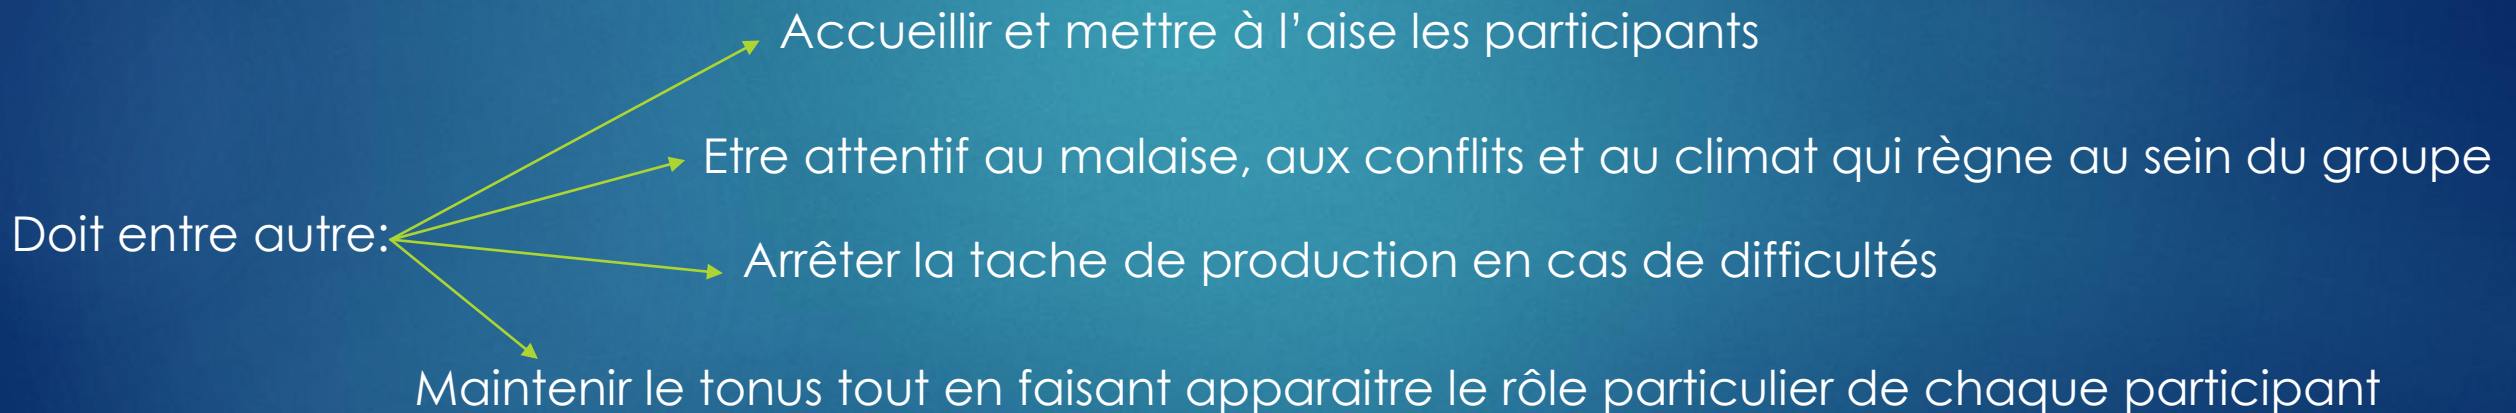 Accueillir et mettre à l’aise les participants
Etre attentif au malaise, aux conflits et au climat qui règne au sein du groupe
Doit entre autre:
Arrêter la tache de production en cas de difficultés
Maintenir le tonus tout en faisant apparaitre le rôle particulier de chaque participant